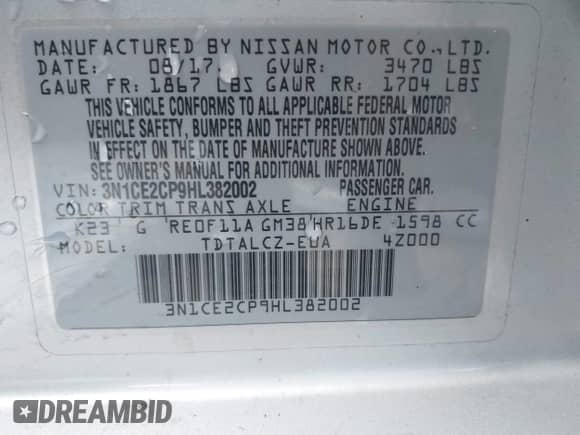 MANUFACTURED BY NISSAN MOTOR CO., LTD.
DATE: 08/17 GVWR: 3470 LBS
GAWR FR: 1867 LBS GAWR RR: 1704 LBS
THIS VEHICLE CONFORMS TO ALL APPLICABLE FEDERAL MOTOR
VEHICLE SAFETY, BUMPER AND THEFT PREVENTION STANDARDS
IN EFFECT ON THE DATE OF MANUFACTURE SHOWN ABOVE.
SEE OWNER'S MANUAL FOR ADDITIONAL INFORMATION.
VIN: 3N1CE2CP9HL382002 PASSENGER CAR.
COLOR TRIM TRANS AXLE ENGINE
K23 G RE0F11A GM38 HR16DE 1598 CC
MODEL: TDTALCZ-EUA 4Z000
3N1CE2CP9HL382002
DREAMBID